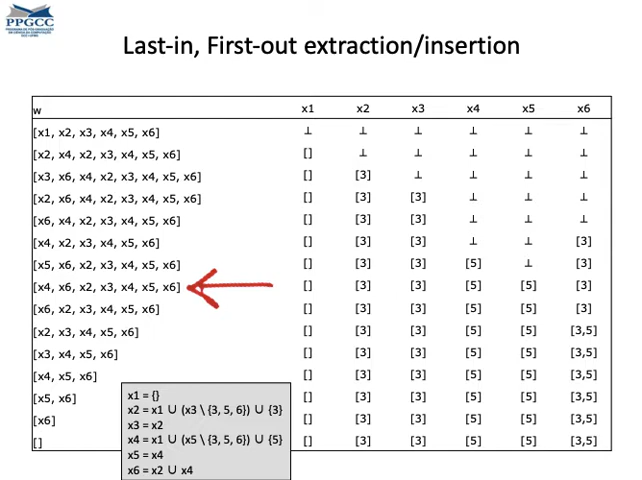 PPGCC
Last-in, First-out extraction/insertion
w x1 x2 x3 x4 x5 x6
[x1, x2, x3, x4, x5, x6] ⊥ ⊥ ⊥ ⊥ ⊥ ⊥
[x2, x4, x2, x3, x4, x5, x6] [] ⊥ ⊥ ⊥ ⊥ ⊥
[x3, x6, x4, x2, x3, x4, x5, x6] [] [3] ⊥ ⊥ ⊥ ⊥
[x2, x6, x4, x2, x3, x4, x5, x6] [] [3] [3] ⊥ ⊥ ⊥
[x6, x4, x2, x3, x4, x5, x6] [] [3] [3] ⊥ ⊥ ⊥
[x4, x2, x3, x4, x5, x6] [] [3] [3] ⊥ ⊥ [3]
[x5, x6, x2, x3, x4, x5, x6] [] [3] [3] [5] ⊥ [3]
[x4, x6, x2, x3, x4, x5, x6] [] [3] [3] [5] [5] [3]
[x6, x2, x3, x4, x5, x6] [] [3] [3] [5] [5] [3]
[x2, x3, x4, x5, x6] [] [3] [3] [5] [5] [3,5]
[x3, x4, x5, x6] [] [3] [3] [5] [5] [3,5]
[x4, x5, x6] [] [3] [3] [5] [5] [3,5]
[x5, x6] [] [3] [3] [5] [5] [3,5]
[x6] [] [3] [3] [5] [5] [3,5]
[] [] [3] [3] [5] [5] [3,5]
x1 = {}
x2 = x1 ∪ (x3 \ {3, 5, 6}) ∪ {3}
x3 = x2
x4 = x1 ∪ (x5 \ {3, 5, 6}) ∪ {5}
x5 = x4
x6 = x2 ∪ x4